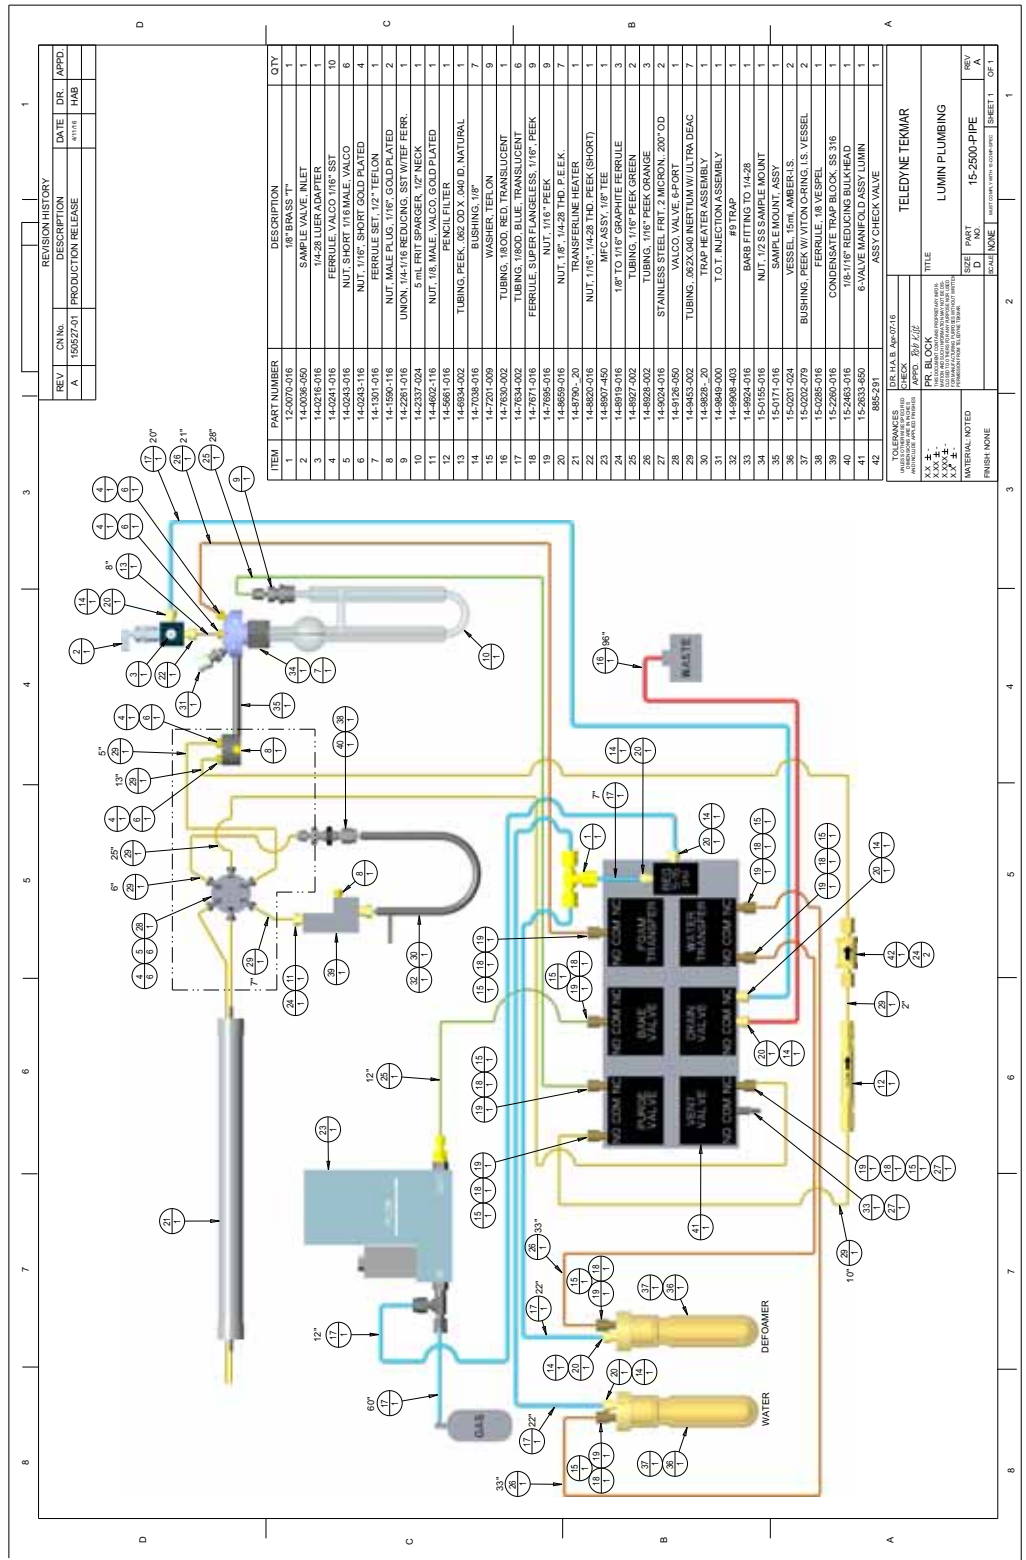 REVISION HISTORY
REV CN No. DESCRIPTION DATE DR. APPD.
A 150527-01 PRODUCTION RELEASE 4/11/16 HAB
ITEM PART NUMBER DESCRIPTION QTY
1 12-0070-016 1/8" BRASS "T" 1
2 14-0036-050 SAMPLE VALVE, INLET 1
3 14-0216-016 1/4-28 LUER ADAPTER 1
4 14-0241-016 FERRULE, VALCO 1/16" SST 10
5 14-0243-016 NUT, SHORT 1/16 MALE, VALCO 6
6 14-0243-116 NUT, 1/16", SHORT GOLD PLATED 4
7 14-1301-016 FERRULE SET, 1/2" TEFLON 1
8 14-1590-116 NUT, MALE PLUG, 1/16", GOLD PLATED 2
9 14-2261-016 UNION, 1/4-1/16 REDUCING, SST W/TEF FERR. 1
10 14-2337-024 5 mL FRIT SPARGER, 1/2" NECK 1
11 14-4602-116 NUT, 1/8, MALE, VALCO, GOLD PLATED 1
12 14-5661-016 PENCIL FILTER 1
13 14-6934-002 TUBING, PEEK, .062 OD X .040 ID, NATURAL 1
14 14-7038-016 BUSHING, 1/8" 7
15 14-7201-009 WASHER, TEFLON 9
16 14-7630-002 TUBING, 1/8OD, RED, TRANSLUCENT 1
17 14-7634-002 TUBING, 1/8OD, BLUE, TRANSLUCENT 6
18 14-7671-016 FERRULE, SUPER FLANGELESS, 1/16", PEEK 9
19 14-7695-016 NUT, 1/16" PEEK 9
20 14-8659-016 NUT, 1/8", 1/4-28 THD. P.E.E.K. 7
21 14-8790-_20 TRANSFERLINE HEATER 1
22 14-8820-016 NUT, 1/16", 1/4-28 THD. PEEK (SHORT) 1
23 14-8907-450 MFC ASSY. 1/8" TEE 1
24 14-8919-016 1/8" TO 1/16" GRAPHITE FERRULE 3
25 14-8927-002 TUBING, 1/16" PEEK GREEN 2
26 14-8928-002 TUBING, 1/16" PEEK ORANGE 3
27 14-9024-016 STAINLESS STEEL FRIT, 2 MICRON, .200" OD 2
28 14-9126-050 VALCO, VALVE, 6-PORT 1
29 14-9453-002 TUBING, .062X.040 INERTIUM W/ ULTRA DEAC 7
30 14-9828-_20 TRAP HEATER ASSEMBLY 1
31 14-9849-000 T.O.T. INJECTION ASSEMBLY 1
32 14-9908-403 #9 TRAP 1
33 14-9924-016 BARB FITTING TO 1/4-28 1
34 15-0155-016 NUT, 1/2 SS SAMPLE MOUNT 1
35 15-0171-016 SAMPLE MOUNT, ASSY 1
36 15-0201-024 VESSEL, 15ml, AMBER-I.S. 2
37 15-0202-079 BUSHING, PEEK W/ VITON O-RING, I.S. VESSEL 2
38 15-0285-016 FERRULE, 1/8 VESPEL 1
39 15-2260-016 CONDENSATE TRAP BLOCK, SS 316 1
40 15-2463-016 1/8-1/16" REDUCING BULKHEAD 1
41 15-2633-650 6-VALVE MANIFOLD ASSY LUMIN 1
42 885-291 ASSY CHECK VALVE 1
TOLERANCES
MATERIAL: NOTED
FINISH: NONE
DR. H.A.B. Apr-07-16
CHECK
APPD.
PRE. BLOCK
TELEDYNE TEKMAR
TITLE
LUMIN PLUMBING
SIZE D
PART NO. 15-2500-PIPE
REV A
SCALE NONE
SHEET 1 OF 1
GAS
WASTE
WATER
DEFOAMER
PURGE VALVE
NO COM NC
BAKE VALVE
NO COM NC
FOAM TRANSFER
NO COM NC
VENT VALVE
NO COM NC
DRAIN VALVE
NO COM NC
WATER TRANSFER
NO COM NC
60"
12"
12"
33"
33"
22"
22"
10"
2"
7"
7"
6"
25"
13"
5"
8"
20"
21"
28"
96"